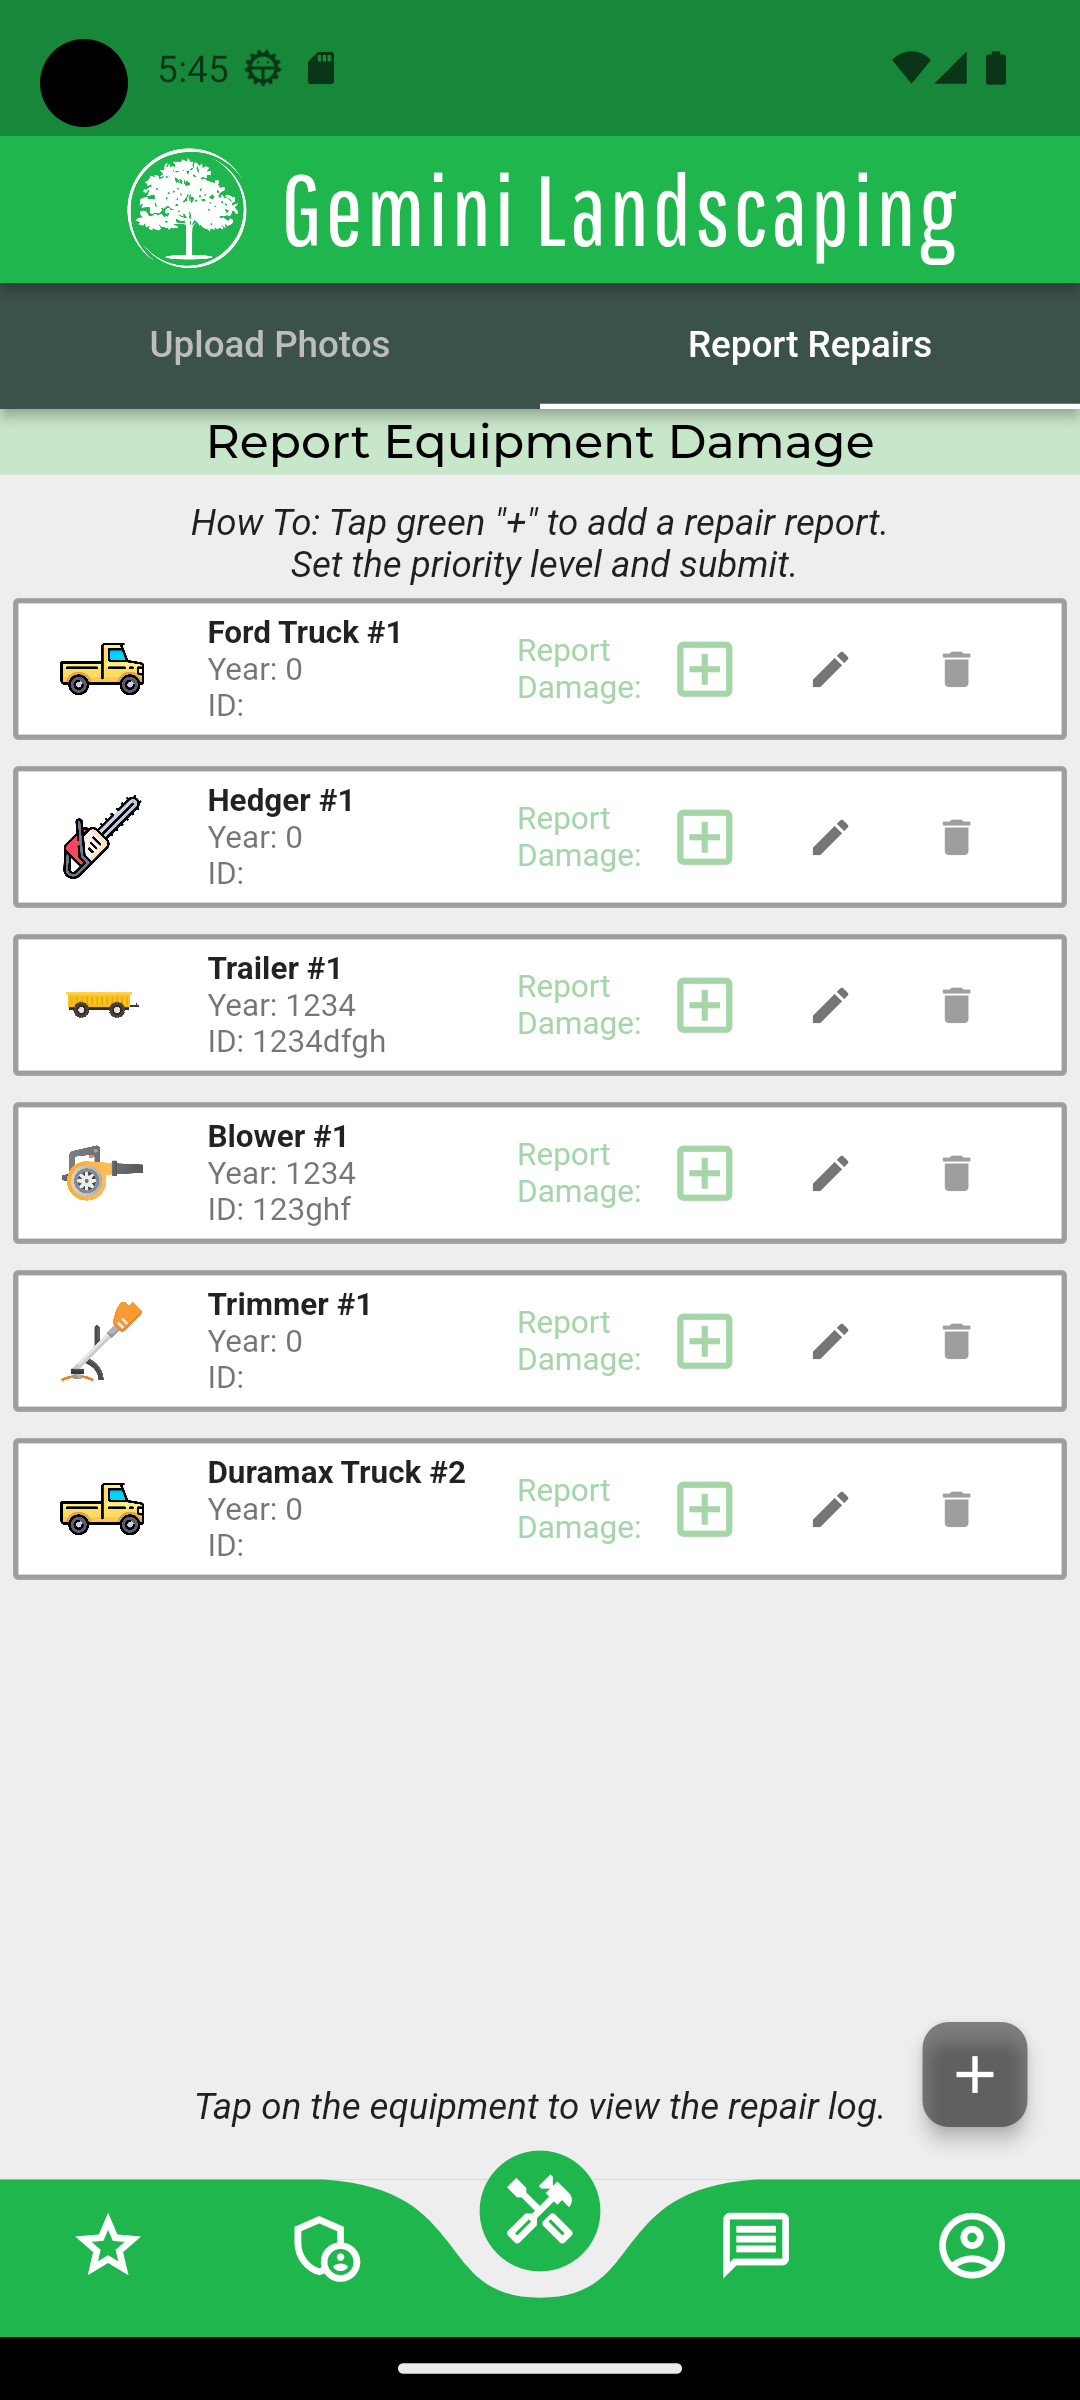 5:45
Gemini Landscaping
Upload Photos
Report Repairs
Report Equipment Damage
How To: Tap green "+" to add a repair report.
Set the priority level and submit.
Ford Truck #1
Year: 0
ID:
Report
Damage:
Hedger #1
Year: 0
ID:
Report
Damage:
Trailer #1
Year: 1234
ID: 1234dfgh
Report
Damage:
Blower #1
Year: 1234
ID: 123ghf
Report
Damage:
Trimmer #1
Year: 0
ID:
Report
Damage:
Duramax Truck #2
Year: 0
ID:
Report
Damage:
Tap on the equipment to view the repair log.